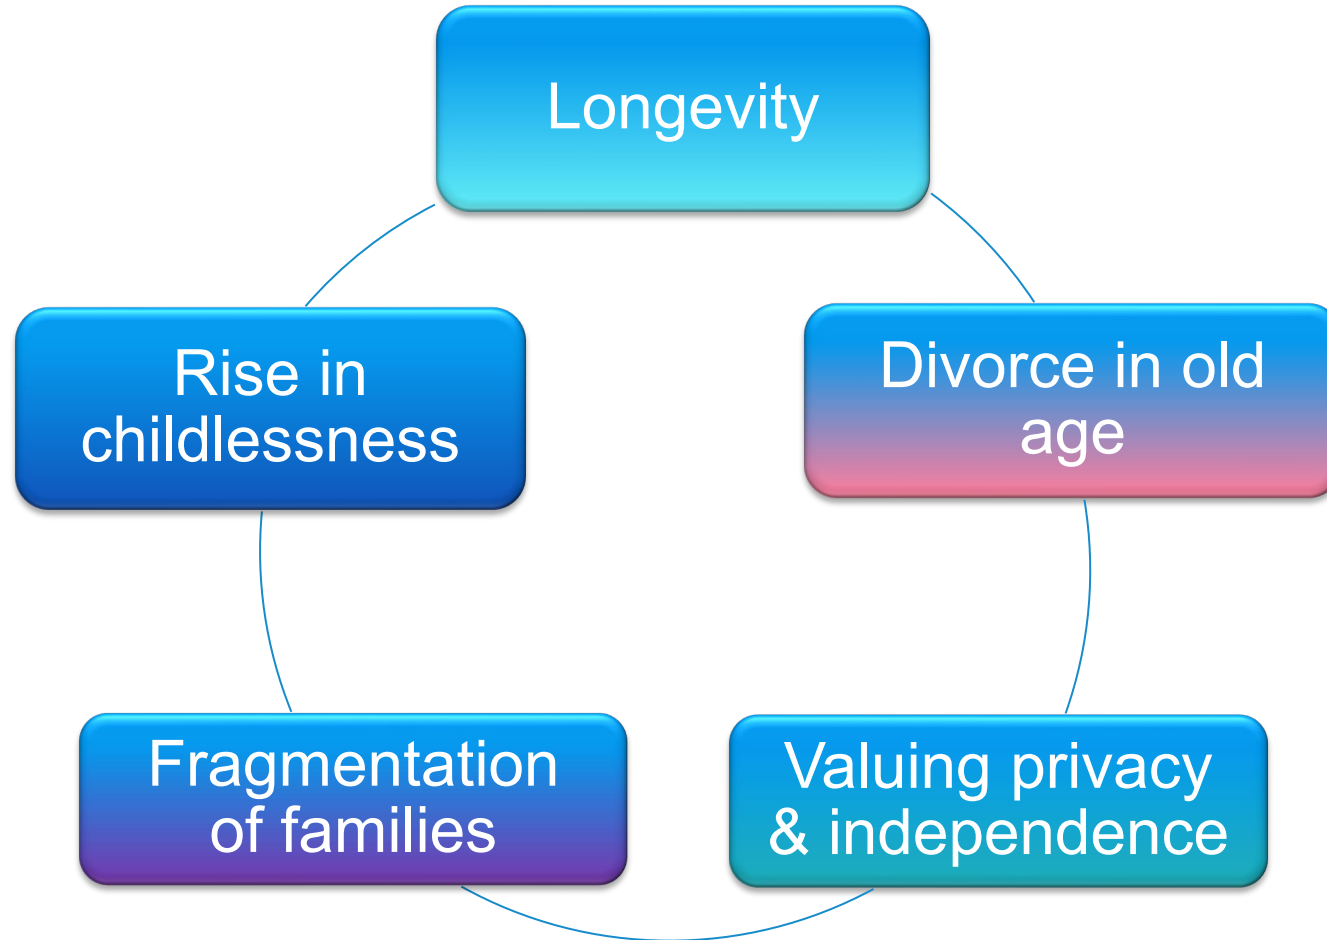 Longevity
Rise in
childlessness
Divorce in old
age
Fragmentation
of families
Valuing privacy
& independence